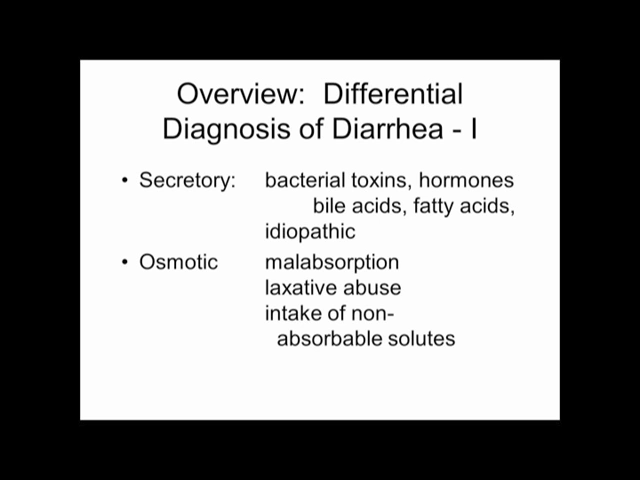 Overview: Differential
Diagnosis of Diarrhea - I
• Secretory: bacterial toxins, hormones
bile acids, fatty acids,
idiopathic
• Osmotic malabsorption
laxative abuse
intake of non-
absorbable solutes